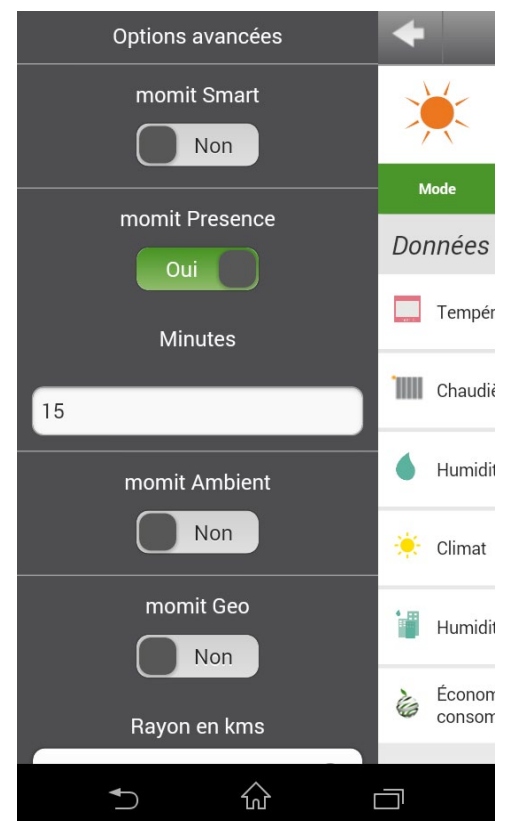 Options avancées
momit Smart
Non
momit Presence
Oui
Minutes
15
momit Ambient
Non
momit Geo
Non
Rayon en kms
Mode
Données
Tempér
Chaudiè
Humidit
Climat
Humidit
Économ
consom